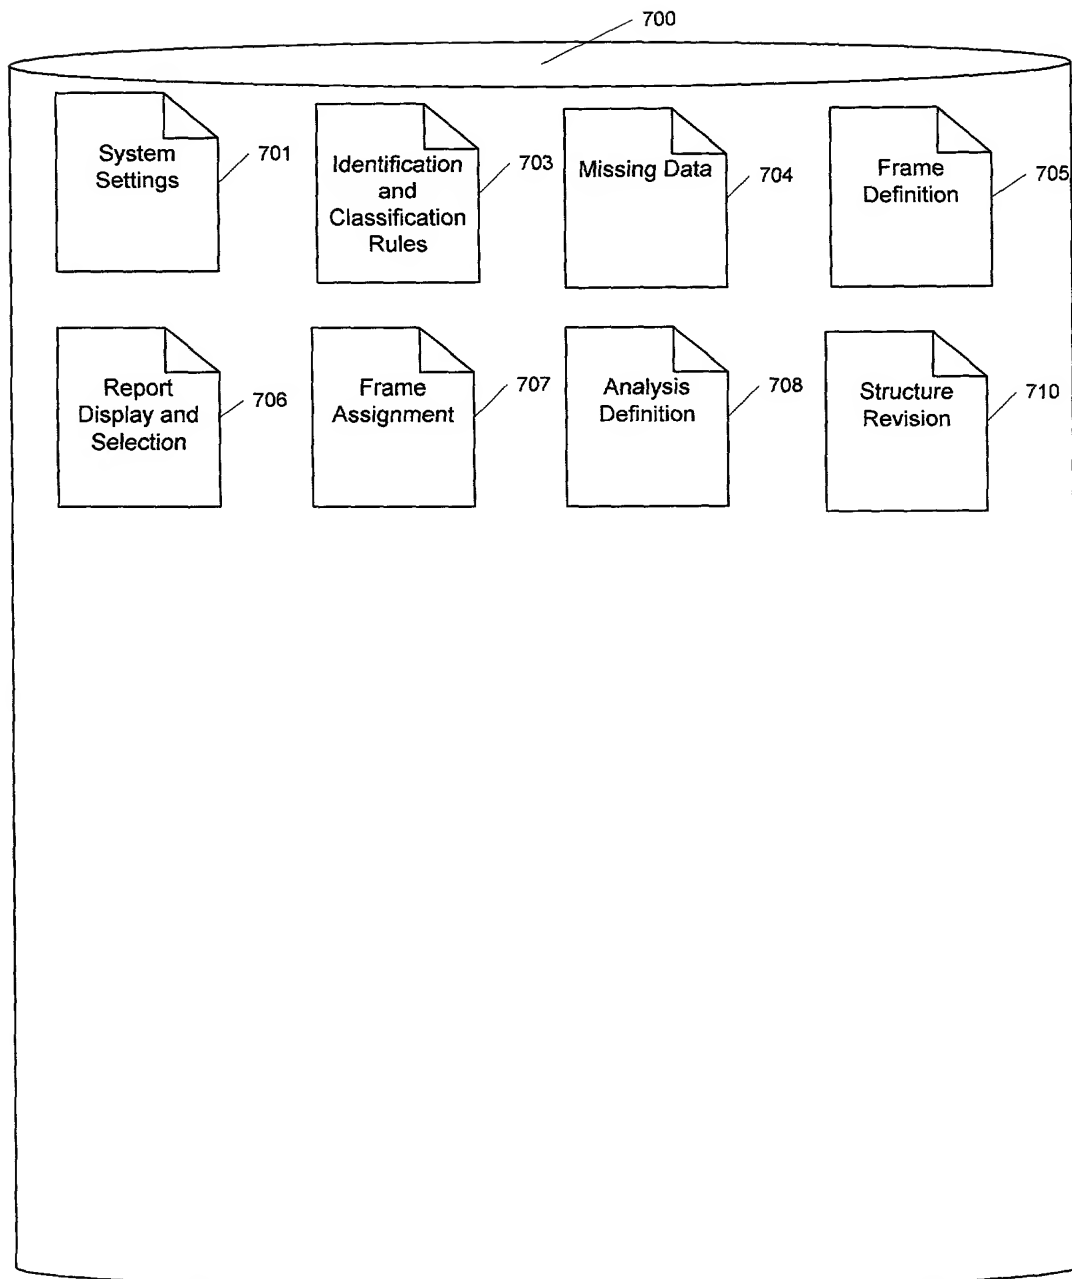 700
System
Settings
701
Identification
and
Classification
Rules
703
Missing Data
704
Frame
Definition
705
Report
Display and
Selection
706
Frame
Assignment
707
Analysis
Definition
708
Structure
Revision
710